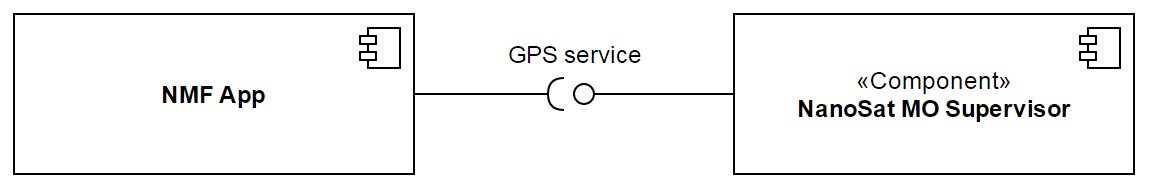 NMF App
GPS service
«Component»
NanoSat MO Supervisor